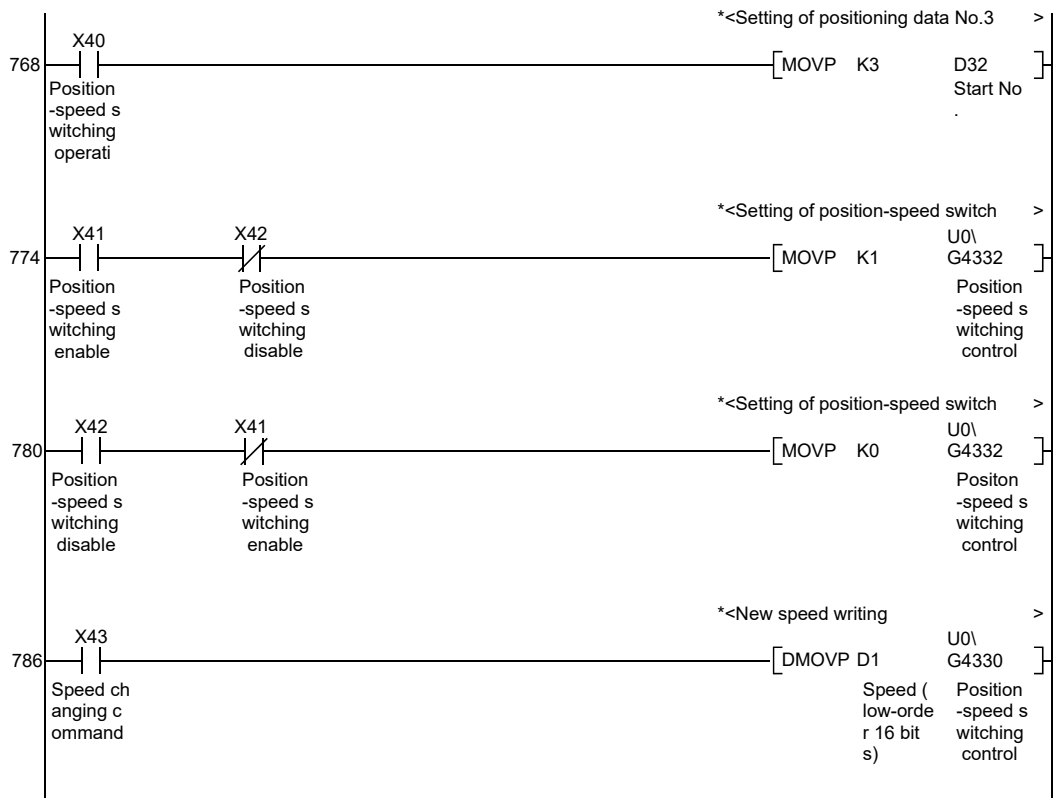 *<Setting of positioning data No.3 >
X40
768 MOVP K3 D32
Position
-speed s
witching
operati
Start No
.
*<Setting of position-speed switch >
X41 X42 U0\
774 MOVP K1 G4332
Position Position Position
-speed s -speed s -speed s
witching witching witching
enable disable control
*<Setting of position-speed switch >
X42 X41 U0\
780 MOVP K0 G4332
Position Position Positon
-speed s -speed s -speed s
witching witching witching
disable enable control
*<New speed writing >
X43 U0\
786 DMOVP D1 G4330
Speed ch Speed ( Position
anging c low-orde -speed s
ommand r 16 bit witching
s) control